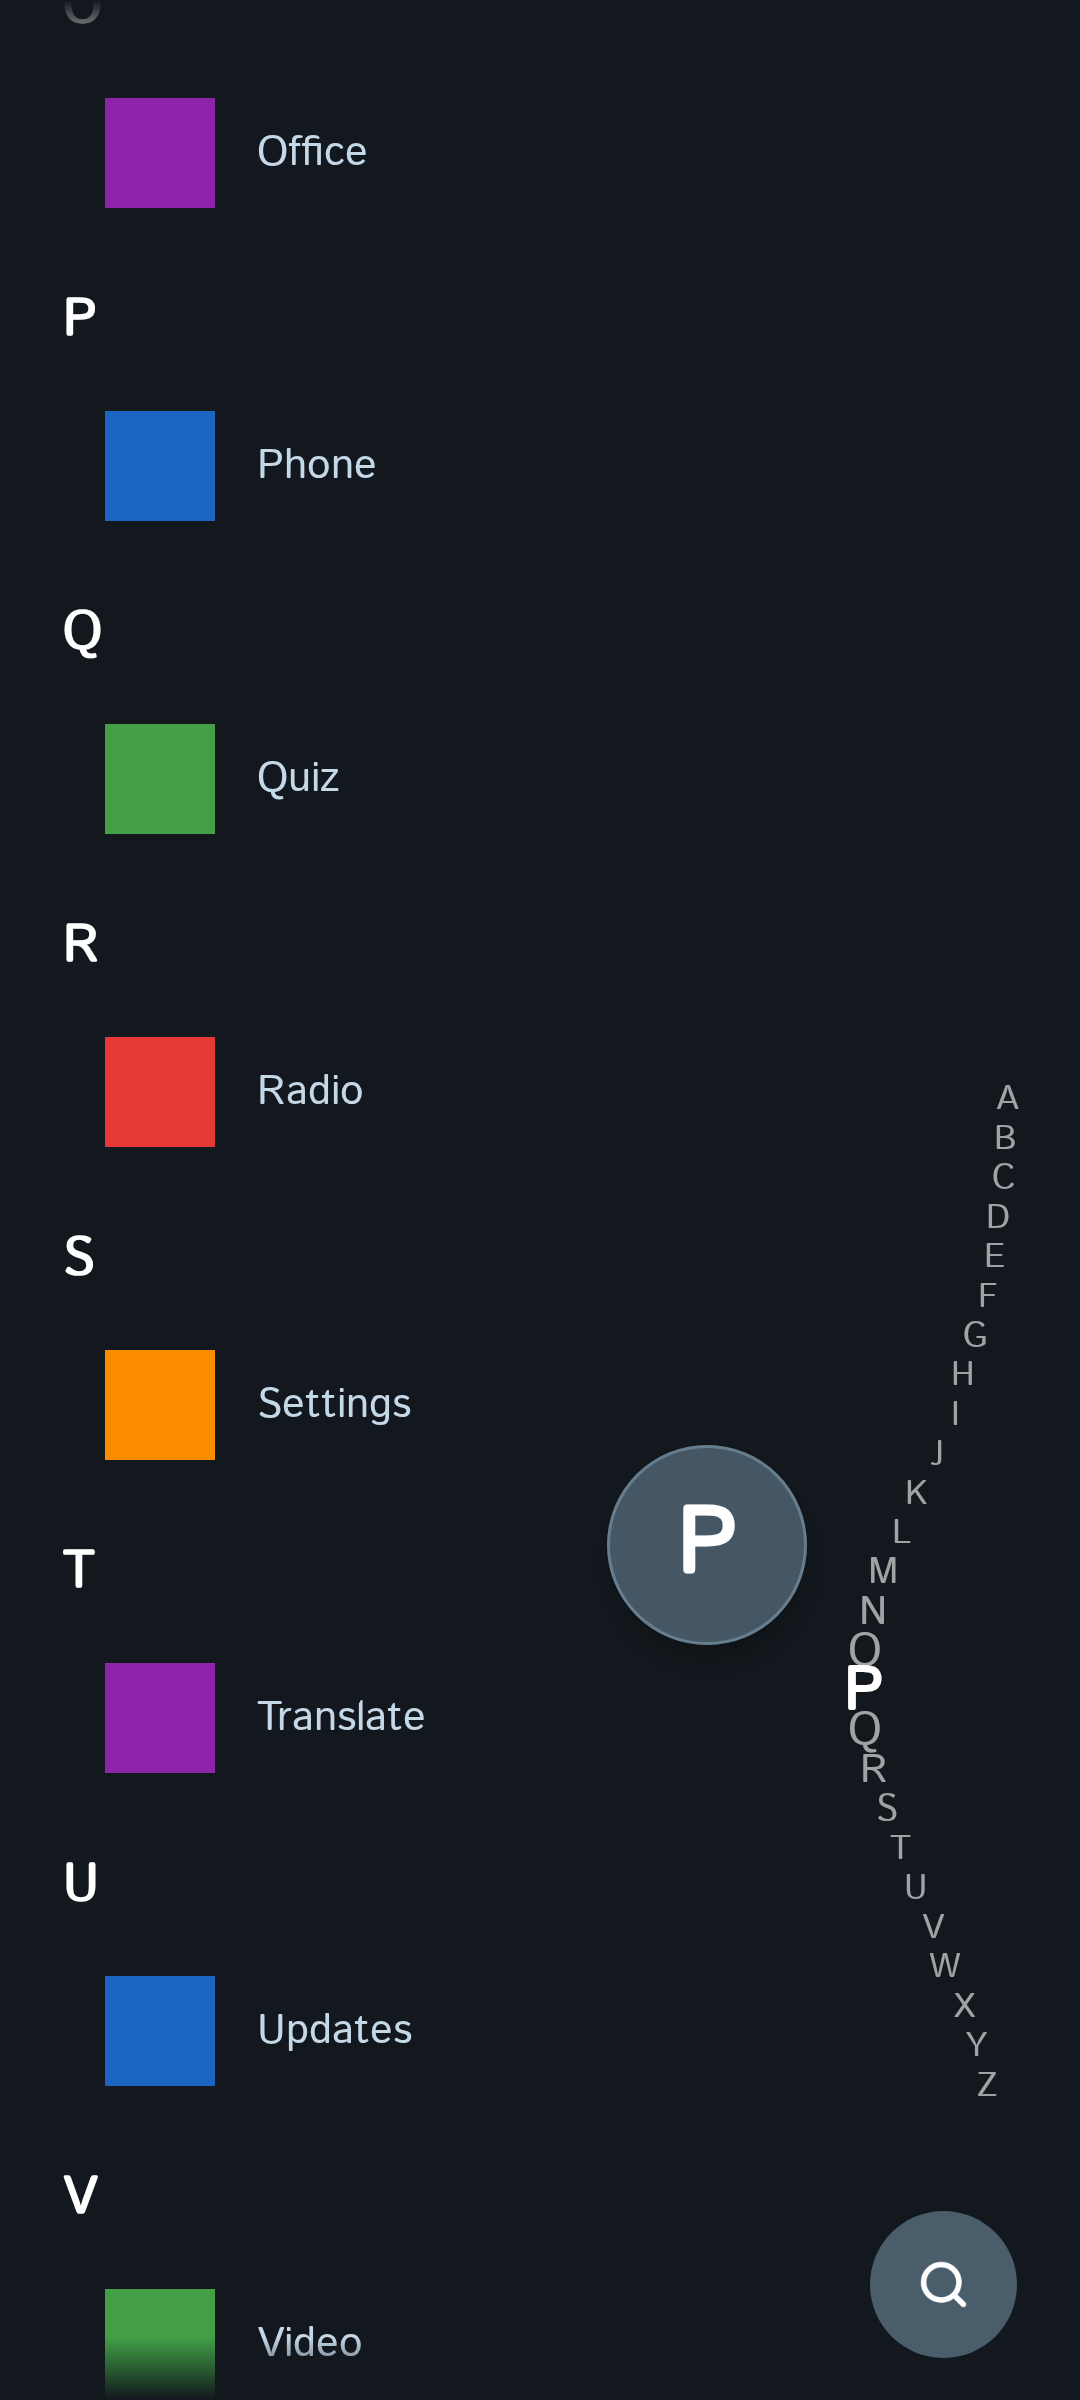 O
Office
P
Phone
Q
Quiz
R
Radio
S
Settings
T
Translate
U
Updates
V
Video
P
A
B
C
D
E
F
G
H
I
J
K
L
M
N
O
P
Q
R
S
T
U
V
W
X
Y
Z